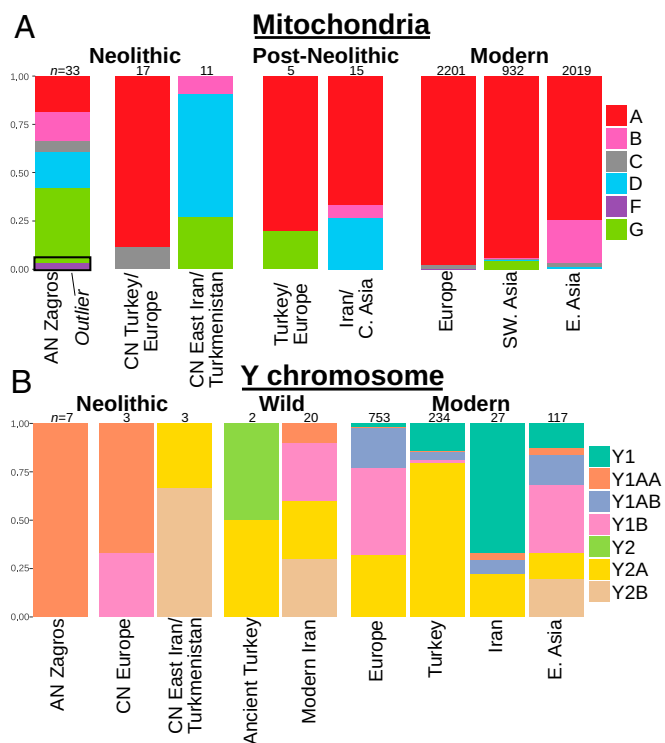 A
Mitochondria
Neolithic
Post-Neolithic
Modern
n=33
17
11
5
15
2201
932
2019
1,00
0,75
0,50
0,25
0,00
A
B
C
D
F
G
AN Zagros
Outlier
CN Turkey/
Europe
CN East Iran/
Turkmenistan
Turkey/
Europe
Iran/
C. Asia
Europe
SW. Asia
E. Asia
B
Y chromosome
Neolithic
Wild
Modern
n=7
3
3
2
20
753
234
27
117
1,00
0,75
0,50
0,25
0,00
Y1
Y1AA
Y1AB
Y1B
Y2
Y2A
Y2B
AN Zagros
CN Europe
CN East Iran/
Turkmenistan
Ancient Turkey
Modern Iran
Europe
Turkey
Iran
E. Asia